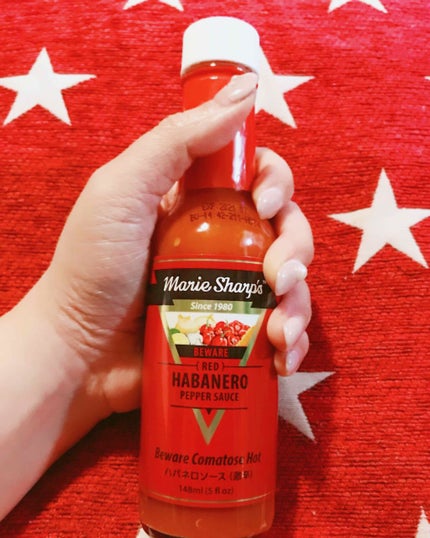 Marie Sharp's
Since 1980
BEWARE
RED
HABANERO
PEPPER SAUCE
Beware Comatose Hot
ハバネロソース (激辛)
148ml (5 fl oz)